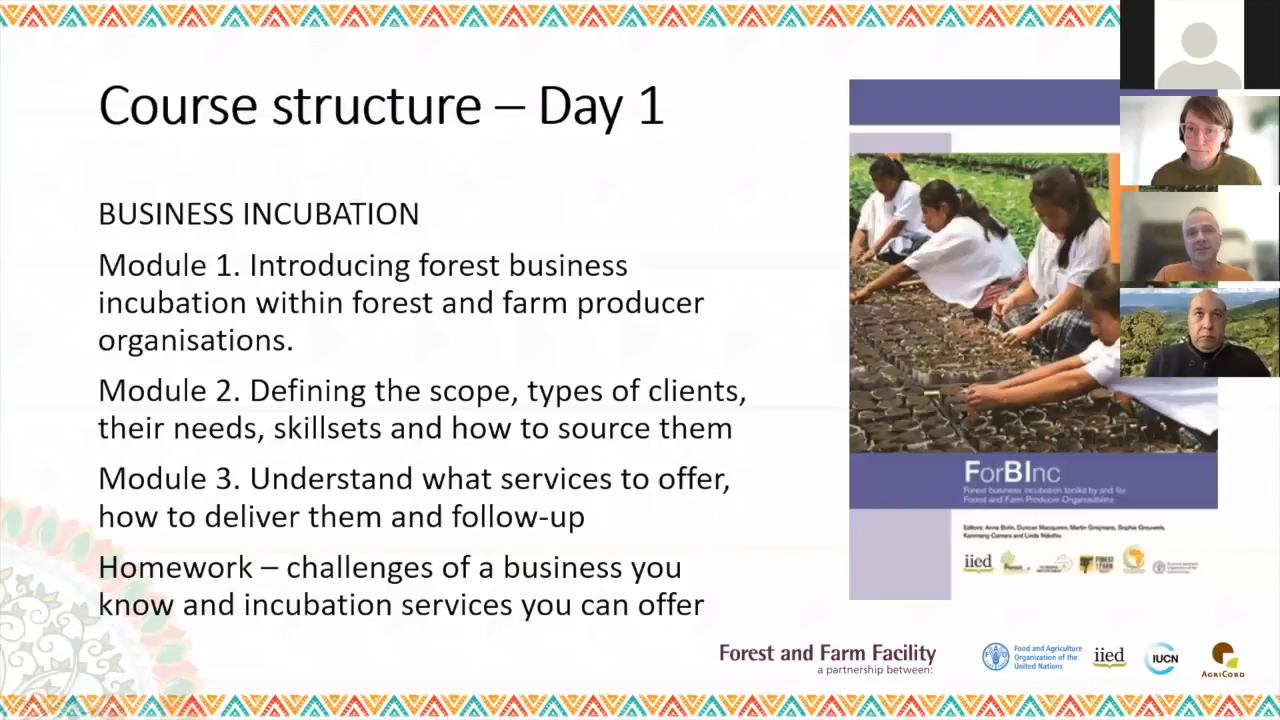 Course structure – Day 1
BUSINESS INCUBATION
Module 1. Introducing forest business
incubation within forest and farm producer
organisations.
Module 2. Defining the scope, types of clients,
their needs, skillsets and how to source them
Module 3. Understand what services to offer,
how to deliver them and follow-up
Homework – challenges of a business you
know and incubation services you can offer
ForBInc
Forest business incubation toolkit by and for
Forest and Farm Producer Organisations
Editors: Anna Bolin, Duncan Macqueen, Martin Greijmans, Sophie Grouwels,
Kanimang Camara and Linda Ndiathiu
iied
Forest and Farm Facility
a partnership between:
Food and Agriculture
Organization of the
United Nations
iied
IUCN
AGRICORD